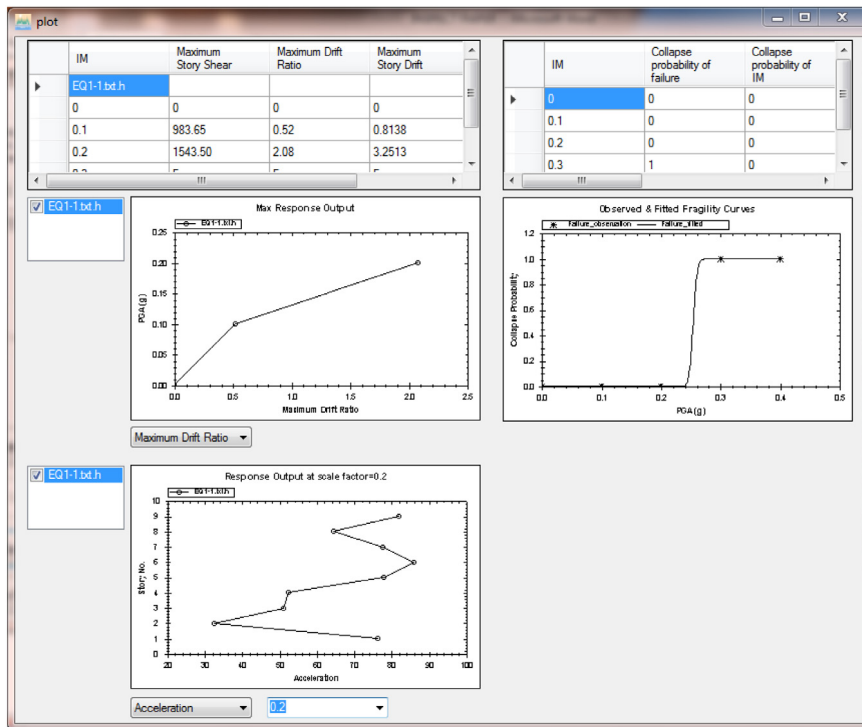 plot
IM Maximum Story Shear Maximum Drift Ratio Maximum Story Drift
EQ1-1.txt.h
0 0 0 0
0.1 983.65 0.52 0.8138
0.2 1543.50 2.08 3.2513
IM Collapse probability of failure Collapse probability of IM
0 0 0
0.1 0 0
0.2 0 0
0.3 1 0
EQ1-1.txt.h
Max Response Output
EQ1-1.txt.h
0.25
0.20
0.15
0.10
0.05
0.00
PGA(g)
0.0 0.5 1.0 1.5 2.0 2.5
Maximum Drift Ratio
Maximum Drift Ratio
Observed & Fitted Fragility Curves
Failure_observation Failure_fitted
1.2
1.0
0.8
0.6
0.4
0.2
0.0
Collapse Probability
0.0 0.1 0.2 0.3 0.4 0.5
PGA(g)
EQ1-1.txt.h
Response Output at scale factor=0.2
EQ1-1.txt.h
10
9
8
7
6
5
4
3
2
1
0
Story No.
20 30 40 50 60 70 80 90 100
Acceleration
Acceleration 0.2